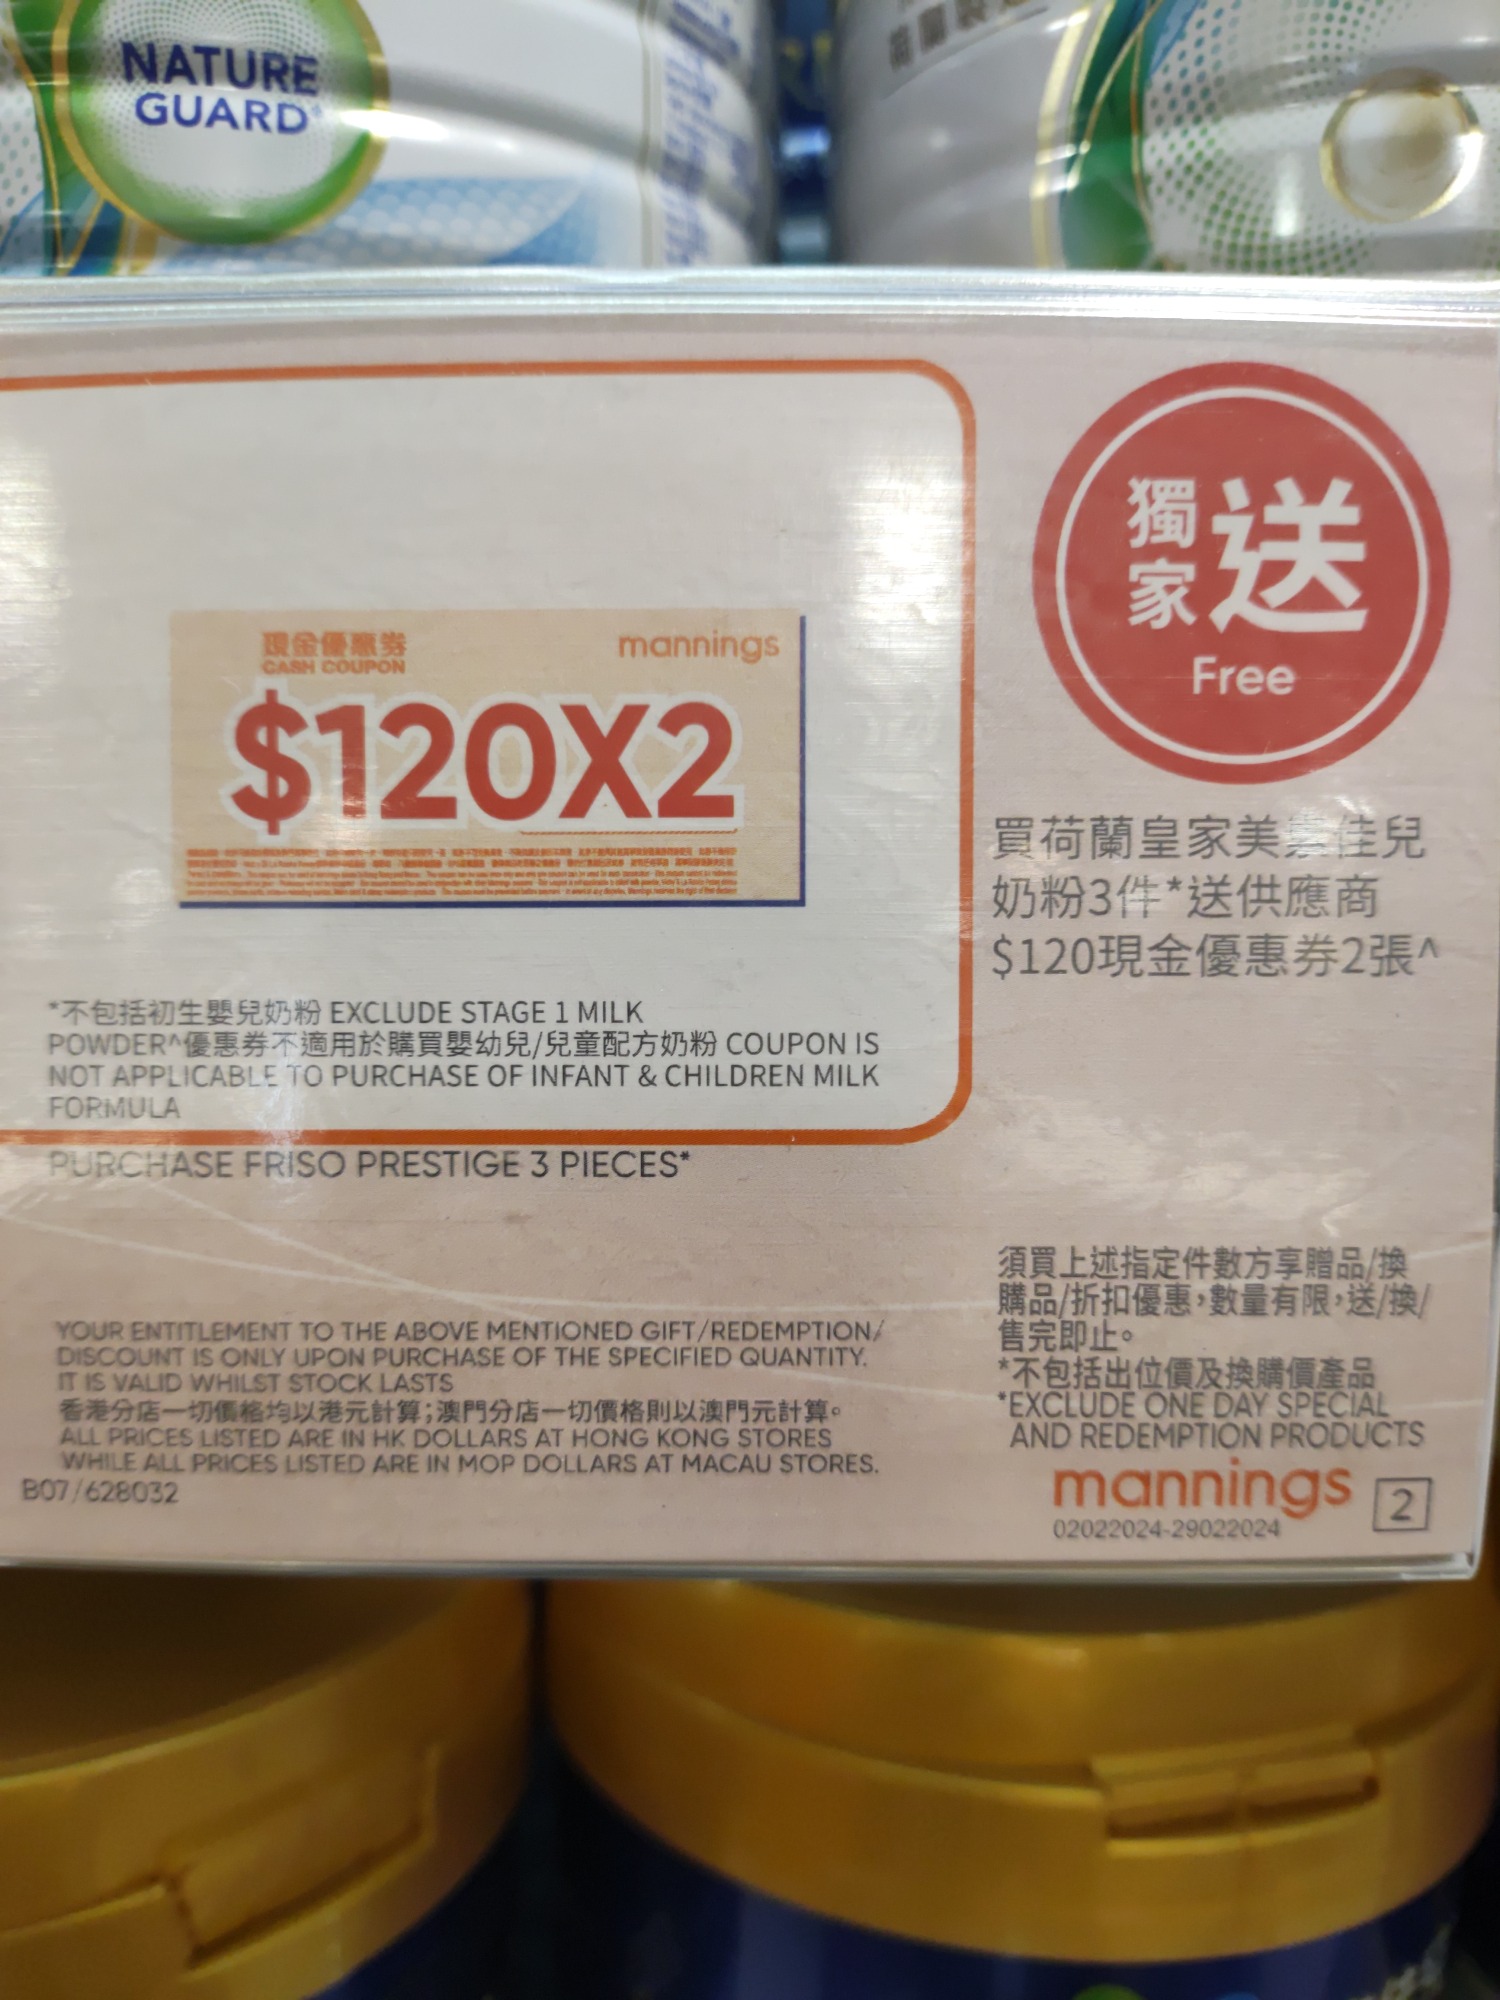 NATURE
GUARD
獨家送
Free
現金優惠券
CASH COUPON
mannings
$120X2
買荷蘭皇家美素佳兒
奶粉3件*送供應商
$120現金優惠券2張^
*不包括初生嬰兒奶粉 EXCLUDE STAGE 1 MILK
POWDER^優惠券不適用於購買嬰幼兒/兒童配方奶粉 COUPON IS
NOT APPLICABLE TO PURCHASE OF INFANT & CHILDREN MILK
FORMULA
PURCHASE FRISO PRESTIGE 3 PIECES*
YOUR ENTITLEMENT TO THE ABOVE MENTIONED GIFT/REDEMPTION/
DISCOUNT IS ONLY UPON PURCHASE OF THE SPECIFIED QUANTITY.
IT IS VALID WHILST STOCK LASTS
香港分店一切價格均以港元計算;澳門分店一切價格則以澳門元計算。
ALL PRICES LISTED ARE IN HK DOLLARS AT HONG KONG STORES
WHILE ALL PRICES LISTED ARE IN MOP DOLLARS AT MACAU STORES.
B07/628032
須買上述指定件數方享贈品/換
購品/折扣優惠,數量有限,送/換/
售完即止。
*不包括出位價及換購價產品
*EXCLUDE ONE DAY SPECIAL
AND REDEMPTION PRODUCTS
mannings 2
02022024-29022024